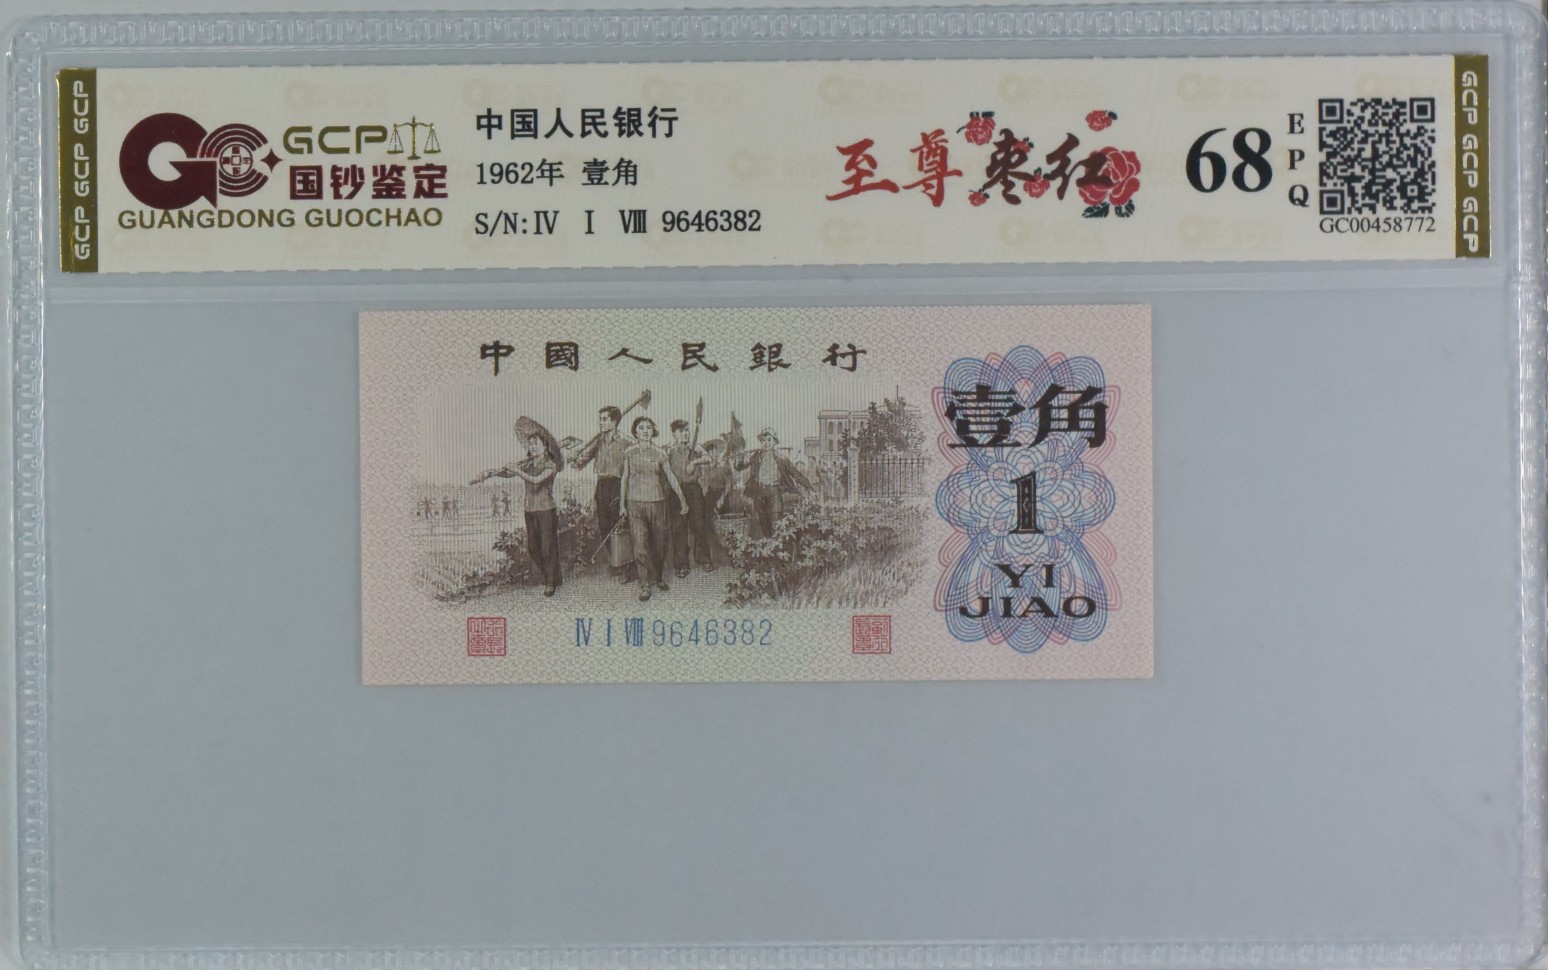 GCP GCP GCP
GCP
国钞鉴定
GUANGDONG GUOCHAO
中国人民银行
1962年 壹角
S/N:Ⅳ Ⅰ Ⅷ 9646382
至尊枣红
68
EPQ
GC00458772
GCP GCP GCP
中國人民銀行
壹角
1
YI
JIAO
Ⅳ Ⅰ Ⅷ 9646382